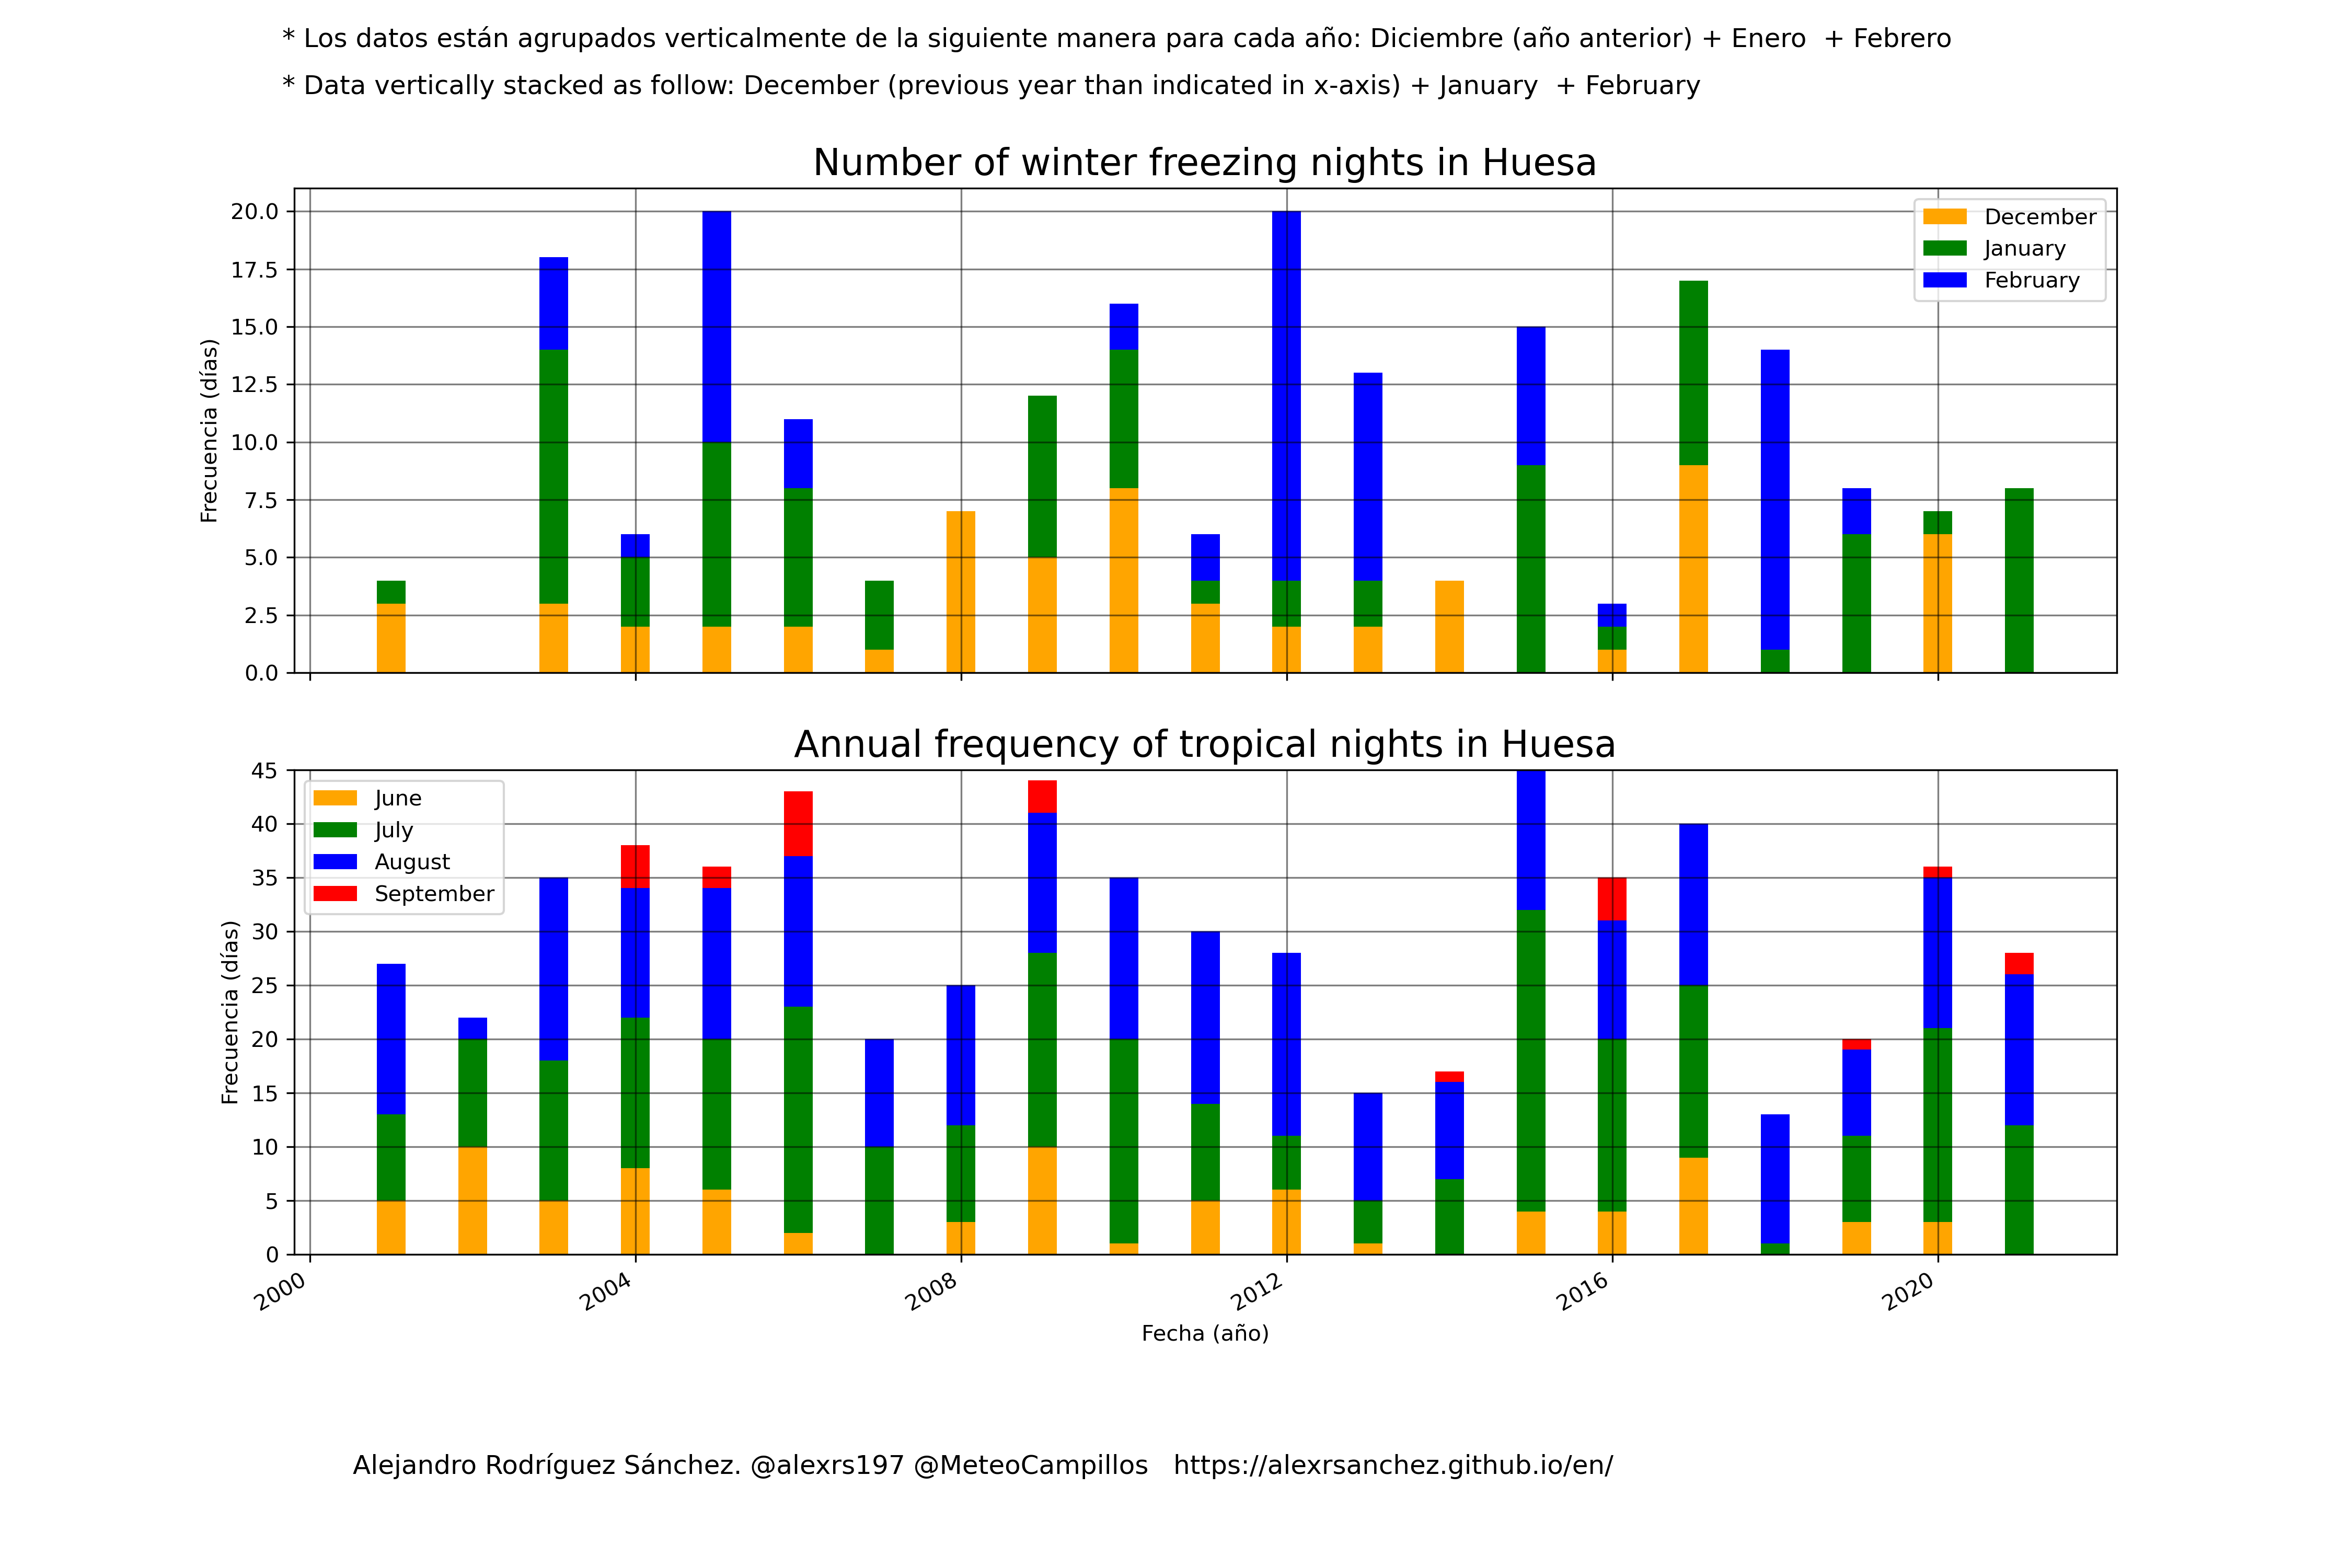 * Los datos están agrupados verticalmente de la siguiente manera para cada año: Diciembre (año anterior) + Enero  + Febrero
* Data vertically stacked as follow: December (previous year than indicated in x-axis) + January  + February
Number of winter freezing nights in Huesa
20.0
17.5
15.0
12.5
10.0
7.5
5.0
2.5
0.0
Frecuencia (días)
December
January
February
Annual frequency of tropical nights in Huesa
45
40
35
30
25
20
15
10
5
0
Frecuencia (días)
June
July
August
September
2000
2004
2008
2012
2016
2020
Fecha (año)
Alejandro Rodríguez Sánchez. @alexrs197 @MeteoCampillos   https://alexrsanchez.github.io/en/